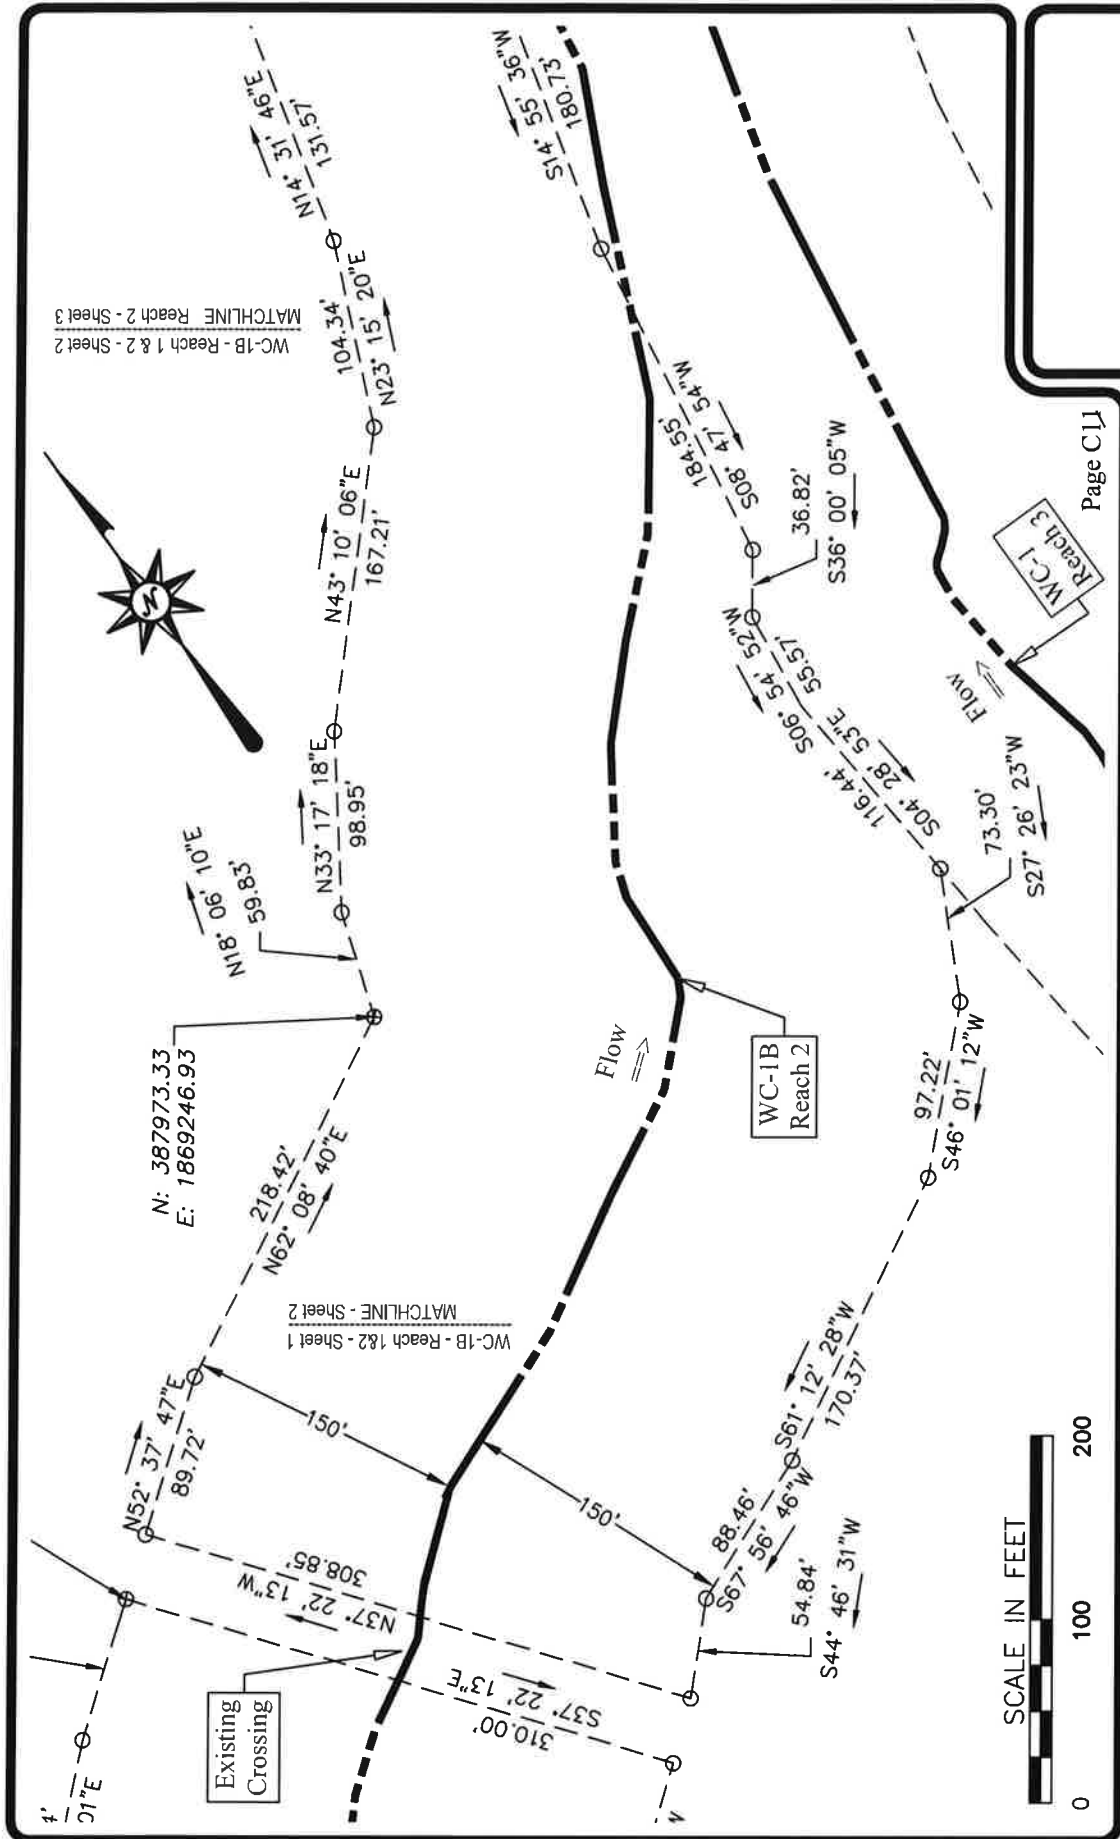 4'
01"E
N52° 37' 47"E
89.72'
N: 387973.33
E: 1869246.93
218.42'
N62° 08' 40"E
N18° 06' 10"E
59.83'
N33° 17' 18"E
98.95'
N43° 10' 06"E
167.21'
104.34'
N23° 15' 20"E
N14° 31' 46"E
131.57'
WC-1B - Reach 1 & 2 - Sheet 2
MATCHLINE Reach 2 - Sheet 3
WC-1B - Reach 1&2 - Sheet 1
MATCHLINE - Sheet 2
N
150'
150'
N37° 22' 13"W
308.85'
S37° 22' 13"E
310.00'
Existing
Crossing
Flow
WC-1B
Reach 2
S14° 55' 36"W
180.73'
184.55'
S08° 47' 54"W
36.82'
S36° 00' 05"W
S06° 54' 52"W
55.57'
116.44'
S04° 28' 53"E
73.30'
S27° 26' 23"W
97.22'
S46° 01' 12"W
S61° 12' 28"W
170.37'
88.46'
S67° 56' 46"W
54.84'
S44° 46' 31"W
N
Flow
WC-1
Reach 3
SCALE IN FEET
0 100 200
Page C11